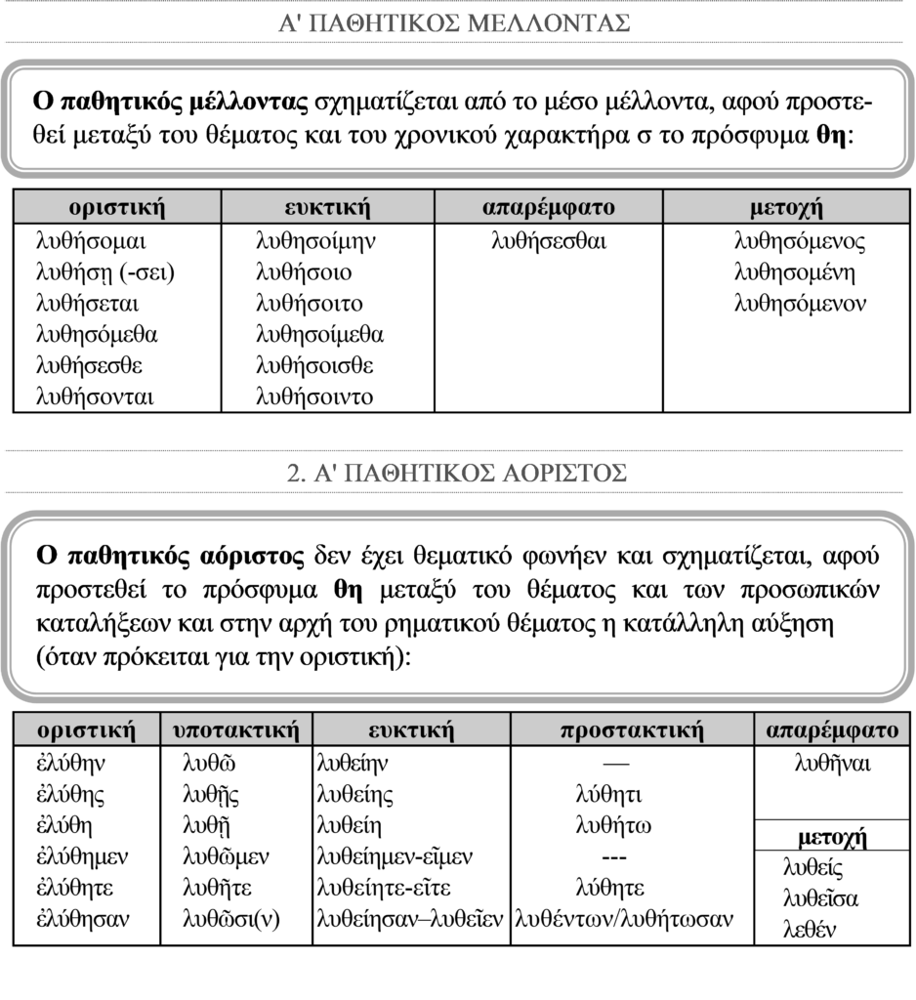 Α' ΠΑΘΗΤΙΚΟΣ ΜΕΛΛΟΝΤΑΣ
Ο παθητικός μέλλοντας σχηματίζεται από το μέσο μέλλοντα, αφού προστε-
θεί μεταξύ του θέματος και του χρονικού χαρακτήρα σ το πρόσφυμα θη:
οριστική ευκτική απαρέμφατο μετοχή
λυθήσομαι λυθησοίμην λυθήσεσθαι λυθησόμενος
λυθήσῃ (-σει) λυθήσοιο λυθησομένη
λυθήσεται λυθήσοιτο λυθησόμενον
λυθησόμεθα λυθησοίμεθα
λυθήσεσθε λυθήσοισθε
λυθήσονται λυθήσοιντο
2. Α' ΠΑΘΗΤΙΚΟΣ ΑΟΡΙΣΤΟΣ
Ο παθητικός αόριστος δεν έχει θεματικό φωνήεν και σχηματίζεται, αφού
προστεθεί το πρόσφυμα θη μεταξύ του θέματος και των προσωπικών
καταλήξεων και στην αρχή του ρηματικού θέματος η κατάλληλη αύξηση
(όταν πρόκειται για την οριστική):
οριστική υποτακτική ευκτική προστακτική απαρέμφατο
ἐλύθην λυθῶ λυθείην — λυθῆναι
ἐλύθης λυθῇς λυθείης λύθητι
ἐλύθη λυθῇ λυθείη λυθήτω
μετοχή
ἐλύθημεν λυθῶμεν λυθείημεν-εῖμεν ---
λυθείς
ἐλύθητε λυθῆτε λυθείητε-εῖτε λύθητε
λυθεῖσα
ἐλύθησαν λυθῶσι(ν) λυθείησαν–λυθεῖεν λυθέντων/λυθήτωσαν
λεθέν